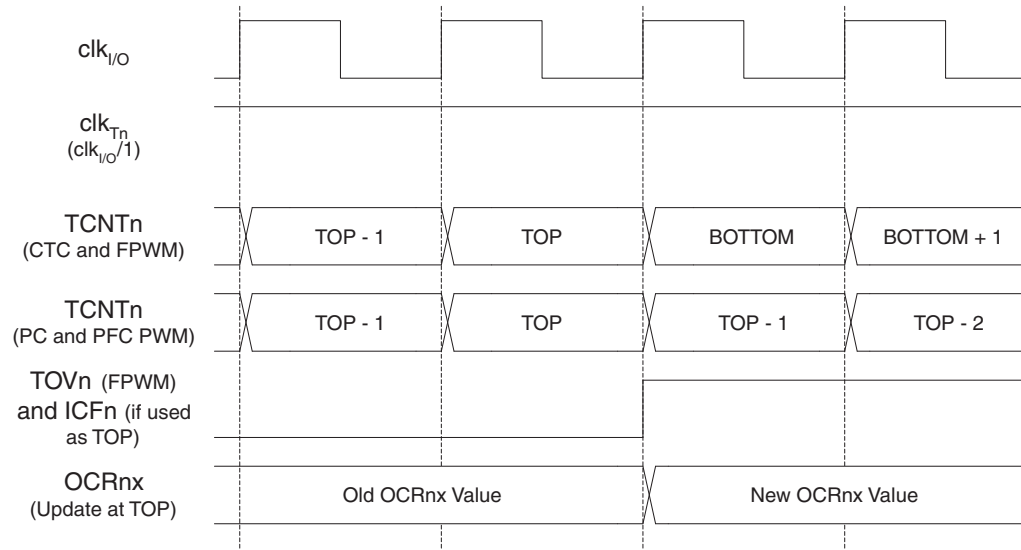 clkI/O
clkTn
(clkI/O/1)
TCNTn
(CTC and FPWM)
TOP - 1
TOP
BOTTOM
BOTTOM + 1
TCNTn
(PC and PFC PWM)
TOP - 1
TOP
TOP - 1
TOP - 2
TOVn (FPWM)
and ICFn (if used
as TOP)
OCRnx
(Update at TOP)
Old OCRnx Value
New OCRnx Value